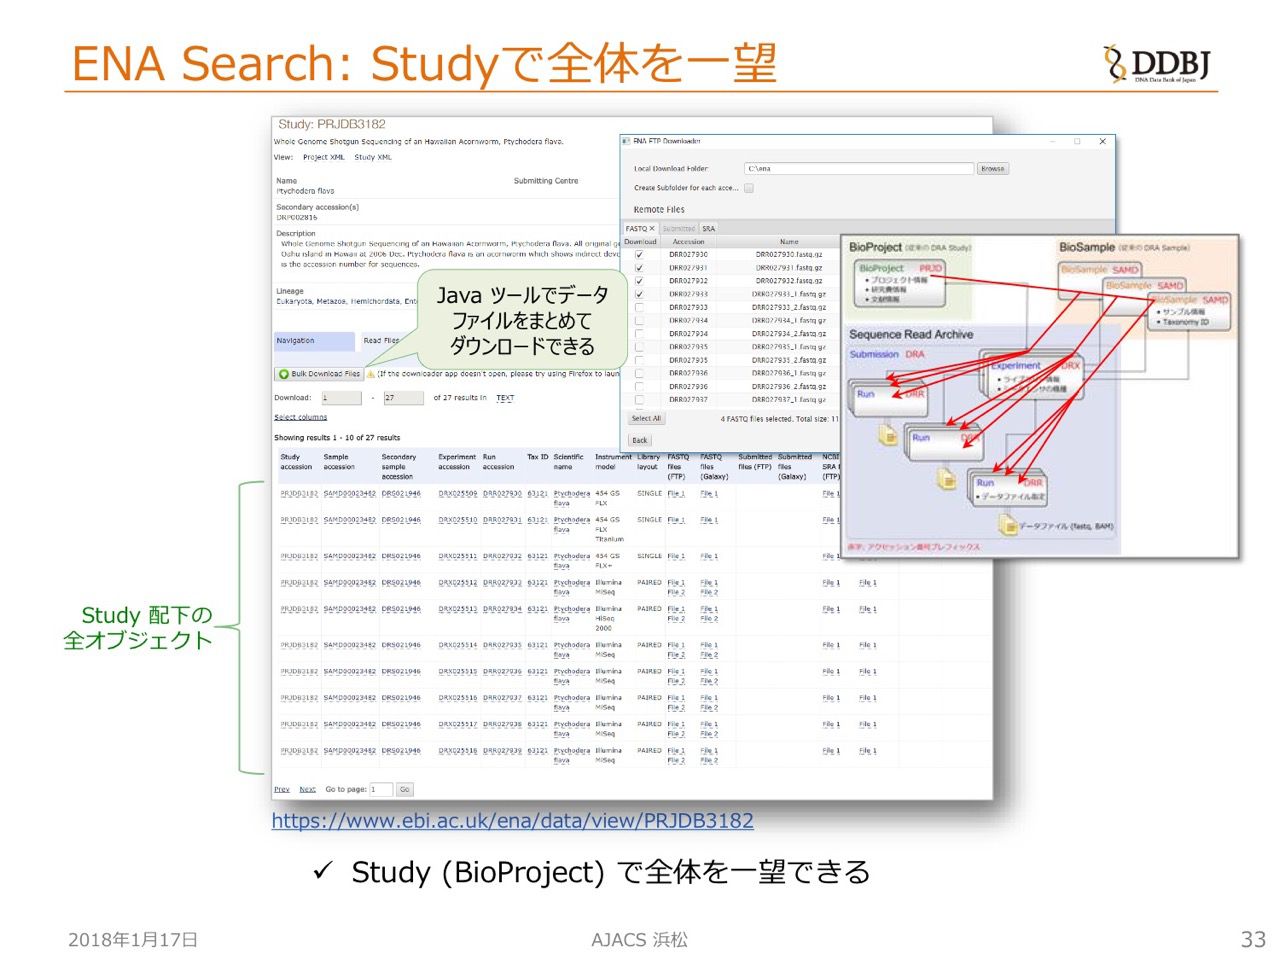 ENA Search: Studyで全体を一望
DDBJ
DNA Data Bank of Japan
Study: PRJDB3182
Whole Genome Shotgun Sequencing of an Hawaiian Acornworm, Ptychodera flava.
View: Project XML Study XML
Name
Submitting Centre
Ptychodera flava
Secondary accession(s)
DRP002816
Description
Whole Genome Shotgun Sequencing of an Hawaiian Acornworm, Ptychodera flava. All original g
Oahu island in Hawaii at 2006 Dec. Ptychodera flava is an acornworm which shows indirect deve
is the accession number for sequences.
Lineage
Eukaryota, Metazoa, Hemichordata, Ente
Navigation
Read Files
Bulk Download Files
(If the downloader app doesn't open, please try using Firefox to laun
Download: 1 - 27 of 27 results in TEXT
Select columns
Showing results 1 - 10 of 27 results
Java ツールでデータ
ファイルをまとめて
ダウンロードできる
ENA FTP Downloader
Local Download Folder: C:\ena Browse
Create Subfolder for each acce...
Remote Files
FASTQ Submitted SRA
Download Accession Name
DRR027930 DRR027930.fastq.gz
DRR027931 DRR027931.fastq.gz
DRR027932 DRR027932.fastq.gz
DRR027933 DRR027933_1.fastq.gz
DRR027933 DRR027933_2.fastq.gz
DRR027934 DRR027934_1.fastq.gz
DRR027934 DRR027934_2.fastq.gz
DRR027935 DRR027935_1.fastq.gz
DRR027935 DRR027935_2.fastq.gz
DRR027936 DRR027936_1.fastq.gz
DRR027936 DRR027936_2.fastq.gz
DRR027937 DRR027937_1.fastq.gz
Select All
4 FASTQ files selected. Total size: 11
Back
BioProject (従来の DRA Study)
BioProject PRJD
・プロジェクト情報
・研究費情報
・文献情報
BioSample (従来の DRA Sample)
BioSample SAMD
BioSample SAMD
BioSample SAMD
・サンプル情報
・Taxonomy ID
Sequence Read Archive
Submission DRA
Experiment DRX
Run DRR
Run DRR
Run DRR
・データファイル指定
データファイル (fastq, BAM)
赤字: アクセッション番号プレフィックス
Study accession Sample accession Secondary sample accession Experiment accession Run accession Tax ID Scientific name Instrument model Library layout FASTQ files (FTP) FASTQ files (Galaxy) Submitted files (FTP) Submitted files (Galaxy)
PRJDB3182 SAMD00023482 DRS021946 DRX025509 DRR027930 63121 Ptychodera flava 454 GS FLX SINGLE File 1 File 1 File 1
PRJDB3182 SAMD00023482 DRS021946 DRX025510 DRR027931 63121 Ptychodera flava 454 GS FLX Titanium SINGLE File 1 File 1 File 1
PRJDB3182 SAMD00023482 DRS021946 DRX025511 DRR027932 63121 Ptychodera flava 454 GS FLX+ SINGLE File 1 File 1 File 1
PRJDB3182 SAMD00023482 DRS021946 DRX025512 DRR027933 63121 Ptychodera flava Illumina MiSeq PAIRED File 1 File 2 File 1 File 2 File 1 File 1
PRJDB3182 SAMD00023482 DRS021946 DRX025513 DRR027934 63121 Ptychodera flava Illumina HiSeq 2000 PAIRED File 1 File 2 File 1 File 2 File 1 File 1
PRJDB3182 SAMD00023482 DRS021946 DRX025514 DRR027935 63121 Ptychodera flava Illumina MiSeq PAIRED File 1 File 2 File 1 File 2 File 1 File 1
PRJDB3182 SAMD00023482 DRS021946 DRX025515 DRR027936 63121 Ptychodera flava Illumina MiSeq PAIRED File 1 File 2 File 1 File 2 File 1 File 1
PRJDB3182 SAMD00023482 DRS021946 DRX025516 DRR027937 63121 Ptychodera flava Illumina MiSeq PAIRED File 1 File 2 File 1 File 2 File 1 File 1
PRJDB3182 SAMD00023482 DRS021946 DRX025517 DRR027938 63121 Ptychodera flava Illumina MiSeq PAIRED File 1 File 2 File 1 File 2 File 1 File 1
PRJDB3182 SAMD00023482 DRS021946 DRX025518 DRR027939 63121 Ptychodera flava Illumina MiSeq PAIRED File 1 File 2 File 1 File 2 File 1 File 1
Prev Next Go to page: 1 Go
Study 配下の
全オブジェクト
https://www.ebi.ac.uk/ena/data/view/PRJDB3182
✓ Study (BioProject) で全体を一望できる
2018年1月17日
AJACS 浜松
33